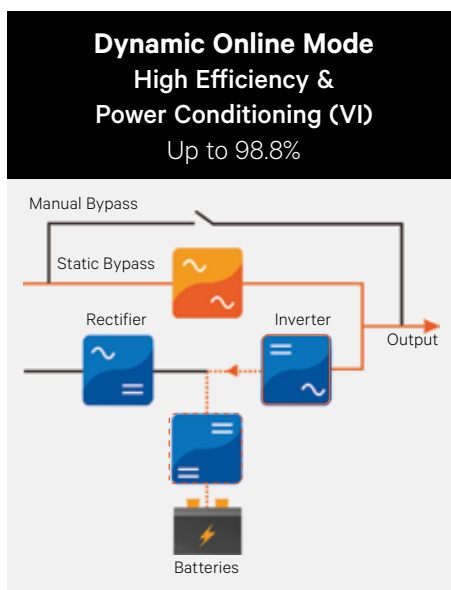 Dynamic Online Mode
High Efficiency &
Power Conditioning (VI)
Up to 98.8%
Manual Bypass
Static Bypass
Rectifier
Inverter
Output
Batteries